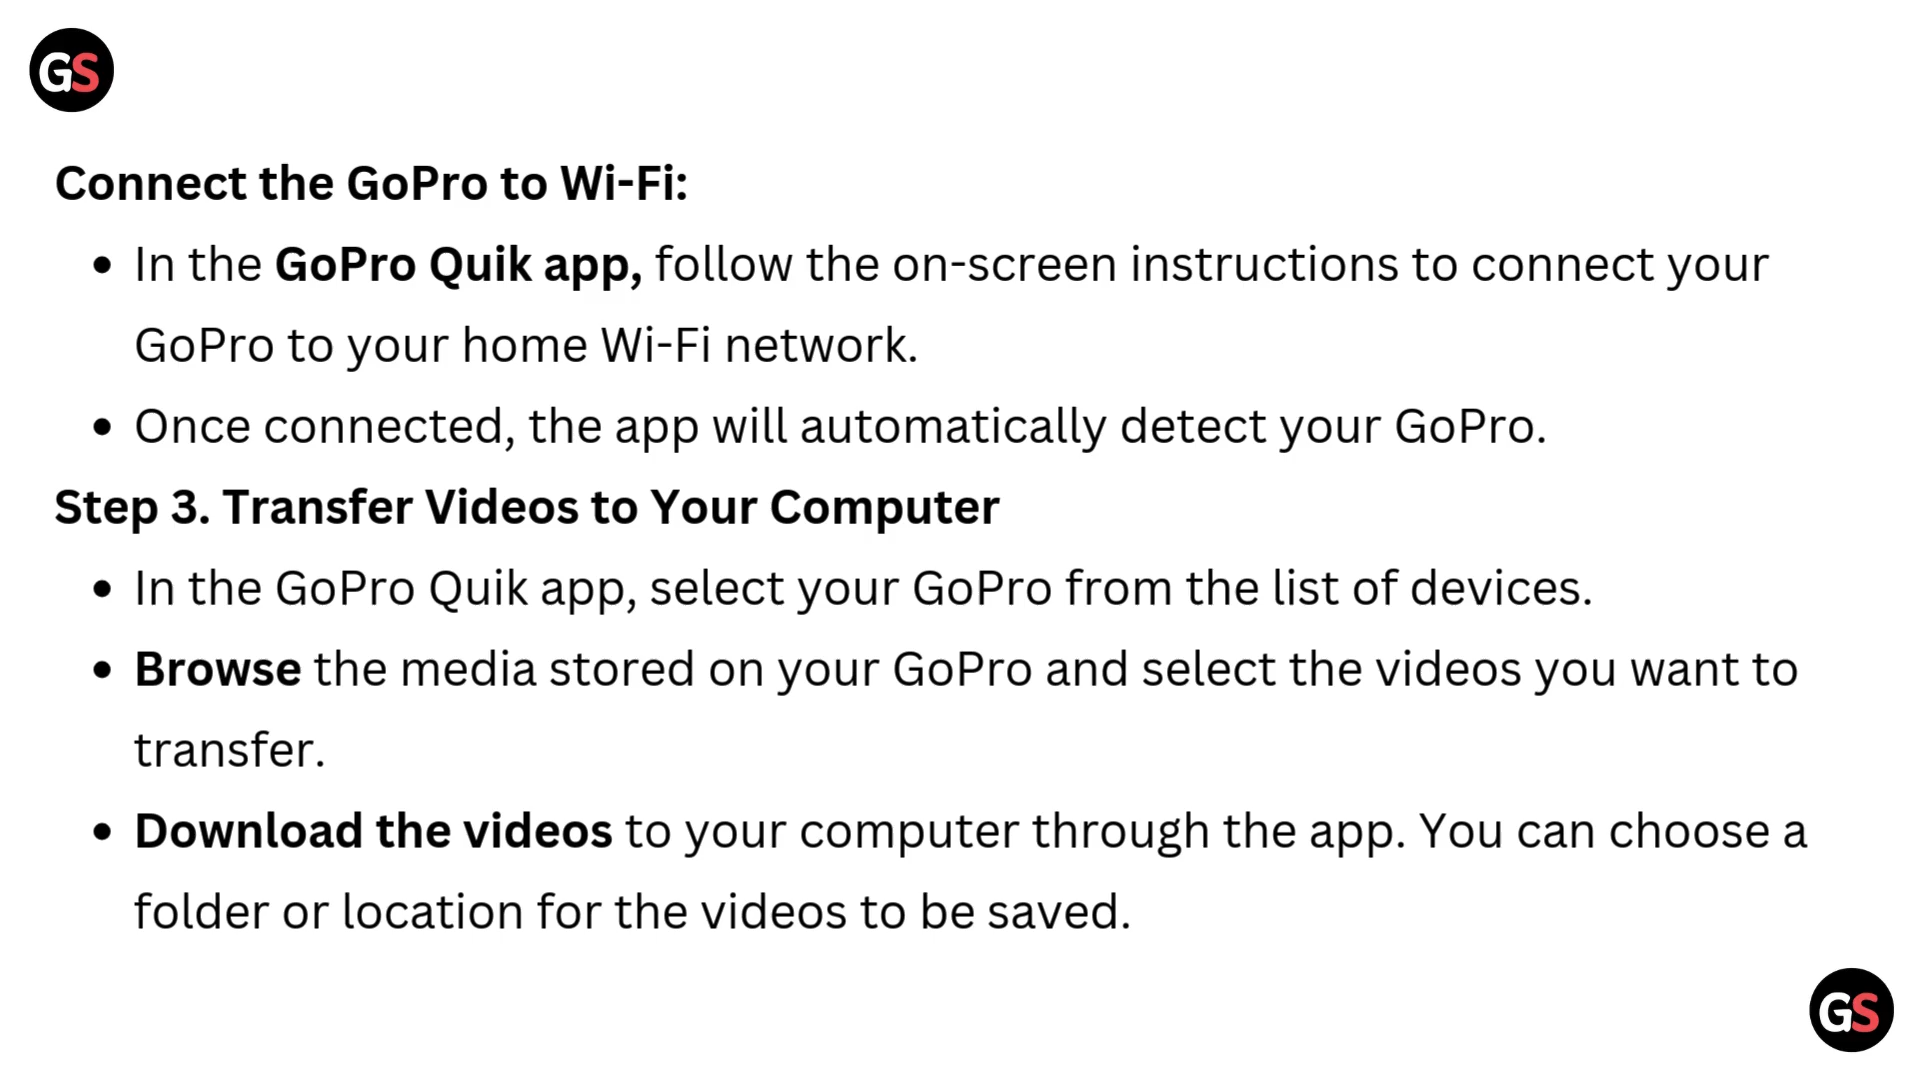 GS
Connect the GoPro to Wi-Fi:
• In the GoPro Quik app, follow the on-screen instructions to connect your
GoPro to your home Wi-Fi network.
• Once connected, the app will automatically detect your GoPro.
Step 3. Transfer Videos to Your Computer
• In the GoPro Quik app, select your GoPro from the list of devices.
• Browse the media stored on your GoPro and select the videos you want to
transfer.
• Download the videos to your computer through the app. You can choose a
folder or location for the videos to be saved.
GS